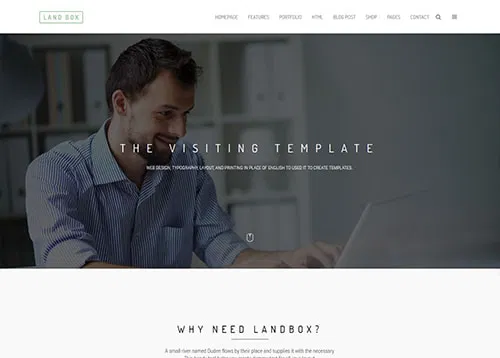 LAND BOX
HOMEPAGE FEATURES PORTFOLIO HTML BLOG POST SHOP PAGES CONTACT
THE VISITING TEMPLATE
WEB DESIGN, TYPOGRAPHY, LAYOUT, AND PRINTING IN PLACE OF ENGLISH TO USED IT TO CREATE TEMPLATES.
WHY NEED LANDBOX?
A small river named Duden flows by their place and supplies it with the necessary